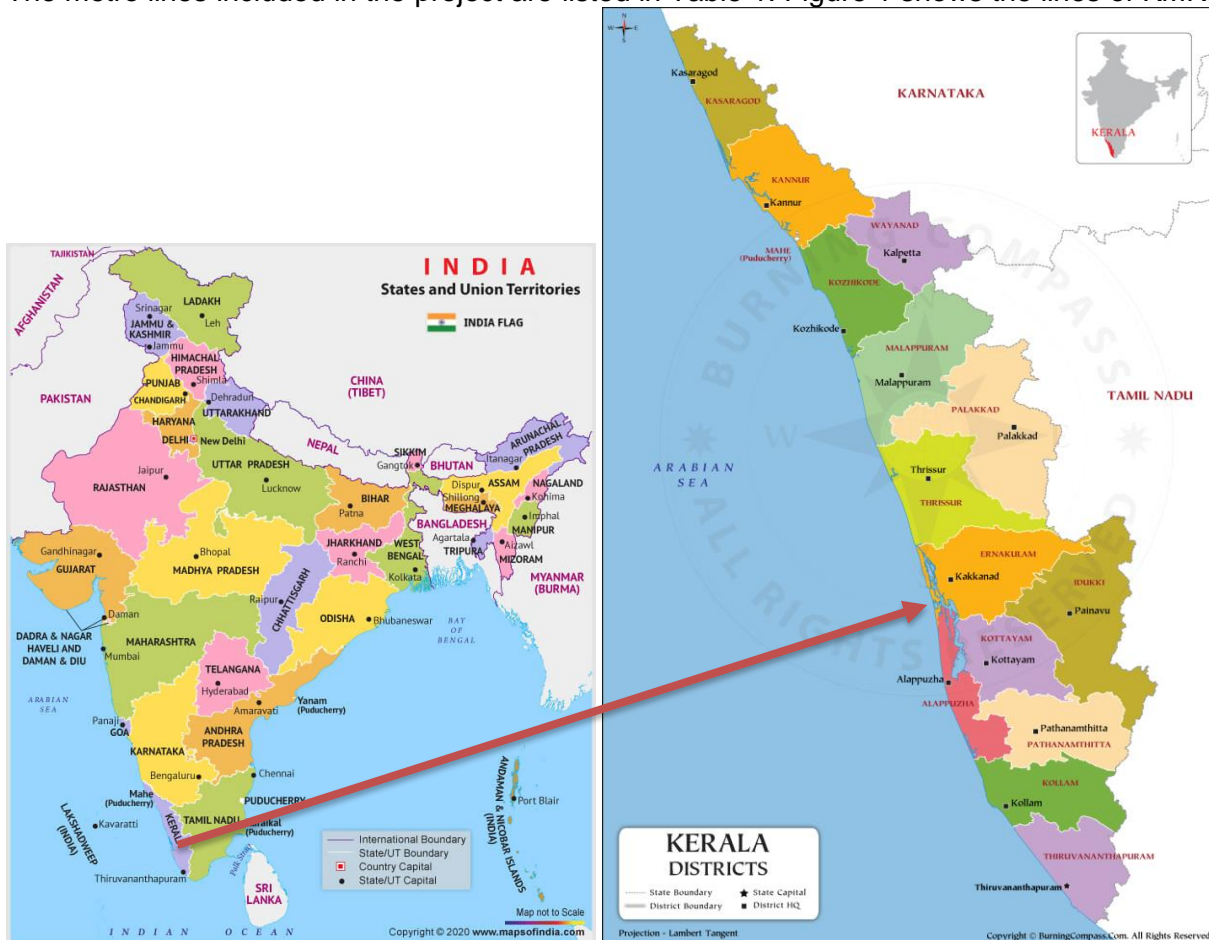 The metro lines included in the project are listed in Table 1. Figure 1 shows the lines of
TAJIKISTAN
AFGHANISTAN
INDIA
States and Union Territories
INDIA FLAG
LADAKH
Srinagar
Leh
JAMMU &
KASHMIR
Jammu
HIMACHAL
PRADESH
Shimla
PUNJAB
CHANDIGARH
Dehradun
UTTARAKHAND
CHINA
(TIBET)
PAKISTAN
HARYANA
DELHI
New Delhi
NEPAL
SIKKIM
Gangtok
BHUTAN
ARUNACHAL
PRADESH
Itanagar
Jaipur
RAJASTHAN
UTTAR PRADESH
Lucknow
BIHAR
Patna
ASSAM
Dispur
Shillong
MEGHALAYA
NAGALAND
Kohima
Imphal
MANIPUR
BANGLADESH
Agartala
TRIPURA
Aizawl
MIZORAM
Gandhinagar
GUJARAT
Bhopal
MADHYA PRADESH
JHARKHAND
Ranchi
WEST
BENGAL
Kolkata
MYANMAR
(BURMA)
Raipur
CHHATTISGARH
Daman
DADRA & NAGAR
HAVELI AND
DAMAN & DIU
MAHARASHTRA
Mumbai
ODISHA
Bhubaneswar
BAY
OF
BENGAL
TELANGANA
Hyderabad
Amaravati
Yanam
(Puducherry)
ARABIAN
SEA
Panaji
GOA
KARNATAKA
ANDHRA
PRADESH
Bengaluru
Chennai
Mahe
(Puducherry)
PUDUCHERRY
TAMIL NADU
(Puducherry)
ANDAMAN & NICOBAR ISLANDS
(INDIA)
Port Blair
LAKSHADWEEP
(INDIA)
Kavaratti
Thiruvananthapuram
SRI
LANKA
International Boundary
State/UT Boundary
Country Capital
State/UT Capital
Map not to Scale
INDIAN OCEAN
Copyright © 2020 www.mapsofindia.com
N
W E
S
Kasaragod
KASARAGOD
KARNATAKA
KERALA
KANNUR
Kannur
WAYANAD
Kalpetta
MAHE
(Puducherry)
KOZHIKODE
Kozhikode
MALAPPURAM
Malappuram
PALAKKAD
Palakkad
TAMIL NADU
ARABIAN
SEA
Thrissur
THRISSUR
ERNAKULAM
Kakkanad
IDUKKI
Painavu
KOTTAYAM
Kottayam
Alappuzha
ALAPPUZHA
Pathanamthitta
PATHANAMTHITTA
KOLLAM
Kollam
THIRUVANANTHAPURAM
Thiruvananthapuram
KERALA
DISTRICTS
State Boundary
State Capital
District Boundary
District HQ
Projection - Lambert Tangent
Copyright © BurningCompass.Com. All Rights Reserved
BURNING COMPASS
ALL RIGHTS RESERVED